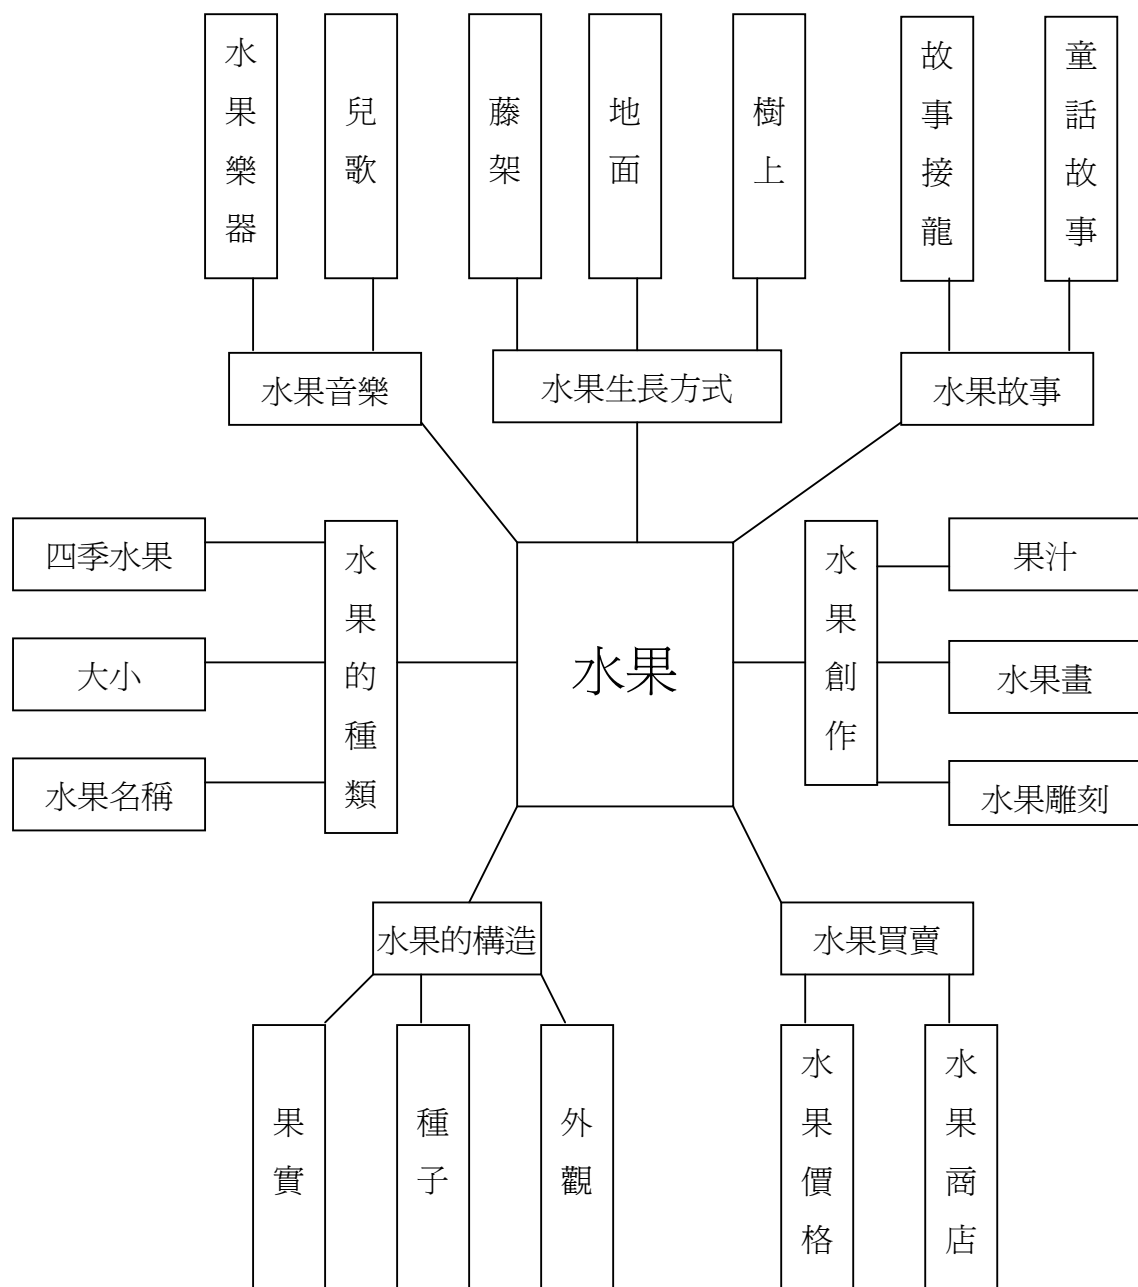 水果樂器
兒歌
藤架
地面
樹上
故事接龍
童話故事
水果音樂
水果生長方式
水果故事
四季水果
大小
水果名稱
水果的種類
水果
水果創作
果汁
水果畫
水果雕刻
水果的構造
水果買賣
果實
種子
外觀
水果價格
水果商店